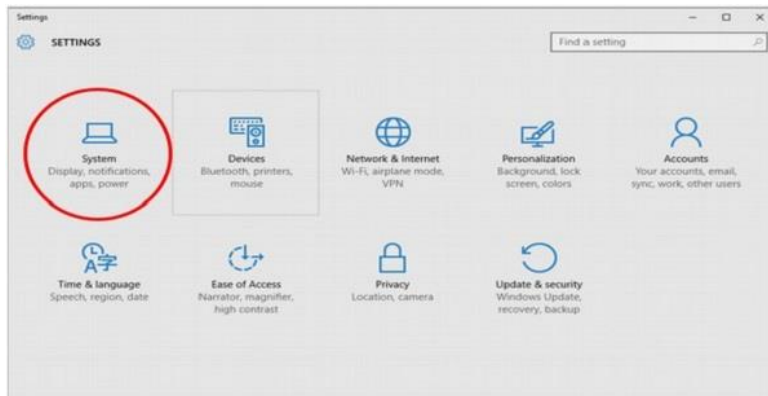 Settings
SETTINGS
Find a setting
System
Display, notifications,
apps, power
Devices
Bluetooth, printers,
mouse
Network & Internet
Wi-Fi, airplane mode,
VPN
Personalization
Background, lock
screen, colors
Accounts
Your accounts, email,
sync, work, other users
A字
Time & language
Speech, region, date
Ease of Access
Narrator, magnifier,
high contrast
Privacy
Location, camera
Update & security
Windows Update,
recovery, backup